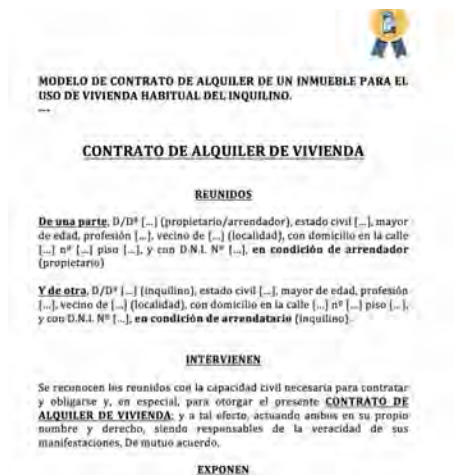 MODELO DE CONTRATO DE ALQUILER DE UN INMUEBLE PARA EL
USO DE VIVIENDA HABITUAL DEL INQUILINO.
---
CONTRATO DE ALQUILER DE VIVIENDA
REUNIDOS
De una parte, D/Dª [...] (propietario/arrendador), estado civil [...], mayor
de edad, profesión [...], vecino de [...] (localidad), con domicilio en la calle
[...] nº [...] piso [...], y con D.N.I. Nº [...], en condición de arrendador
(propietario)
Y de otra, D/Dª [...] (inquilino), estado civil [...], mayor de edad, profesión
[...], vecino de [...] (localidad), con domicilio en la calle [...] nº [...] piso [...],
y con D.N.I. Nº [...], en condición de arrendatario (inquilino).
INTERVIENEN
Se reconocen los reunidos con la capacidad civil necesaria para contratar
y obligarse y, en especial, para otorgar el presente CONTRATO DE
ALQUILER DE VIVIENDA; y a tal efecto, actuando ambos en su propio
nombre y derecho, siendo responsables de la veracidad de sus
manifestaciones. De mutuo acuerdo,
EXPONEN